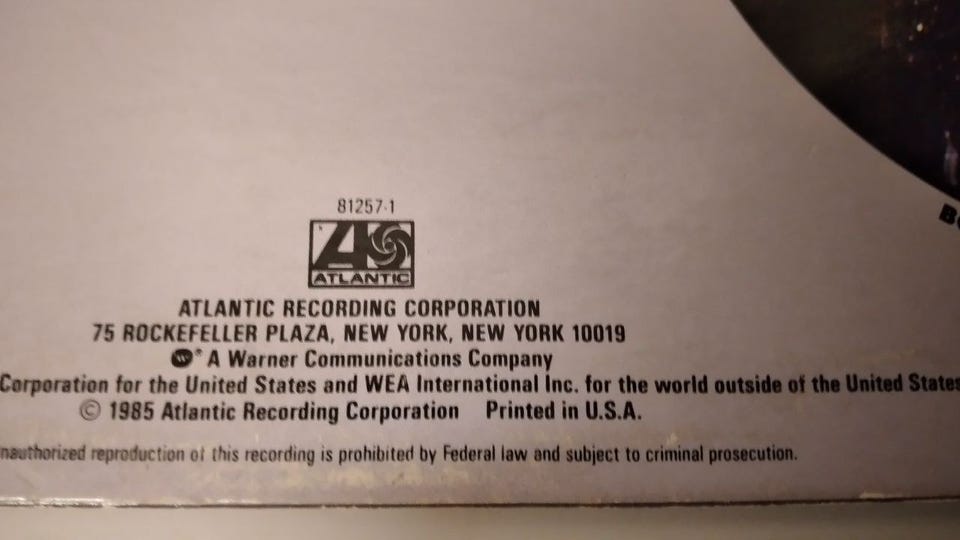 81257-1
A
ATLANTIC
ATLANTIC RECORDING CORPORATION
75 ROCKEFELLER PLAZA, NEW YORK, NEW YORK 10019
W ® A Warner Communications Company
Corporation for the United States and WEA International Inc. for the world outside of the United States
© 1985 Atlantic Recording Corporation Printed in U.S.A.
nauthorized reproduction of this recording is prohibited by Federal law and subject to criminal prosecution.